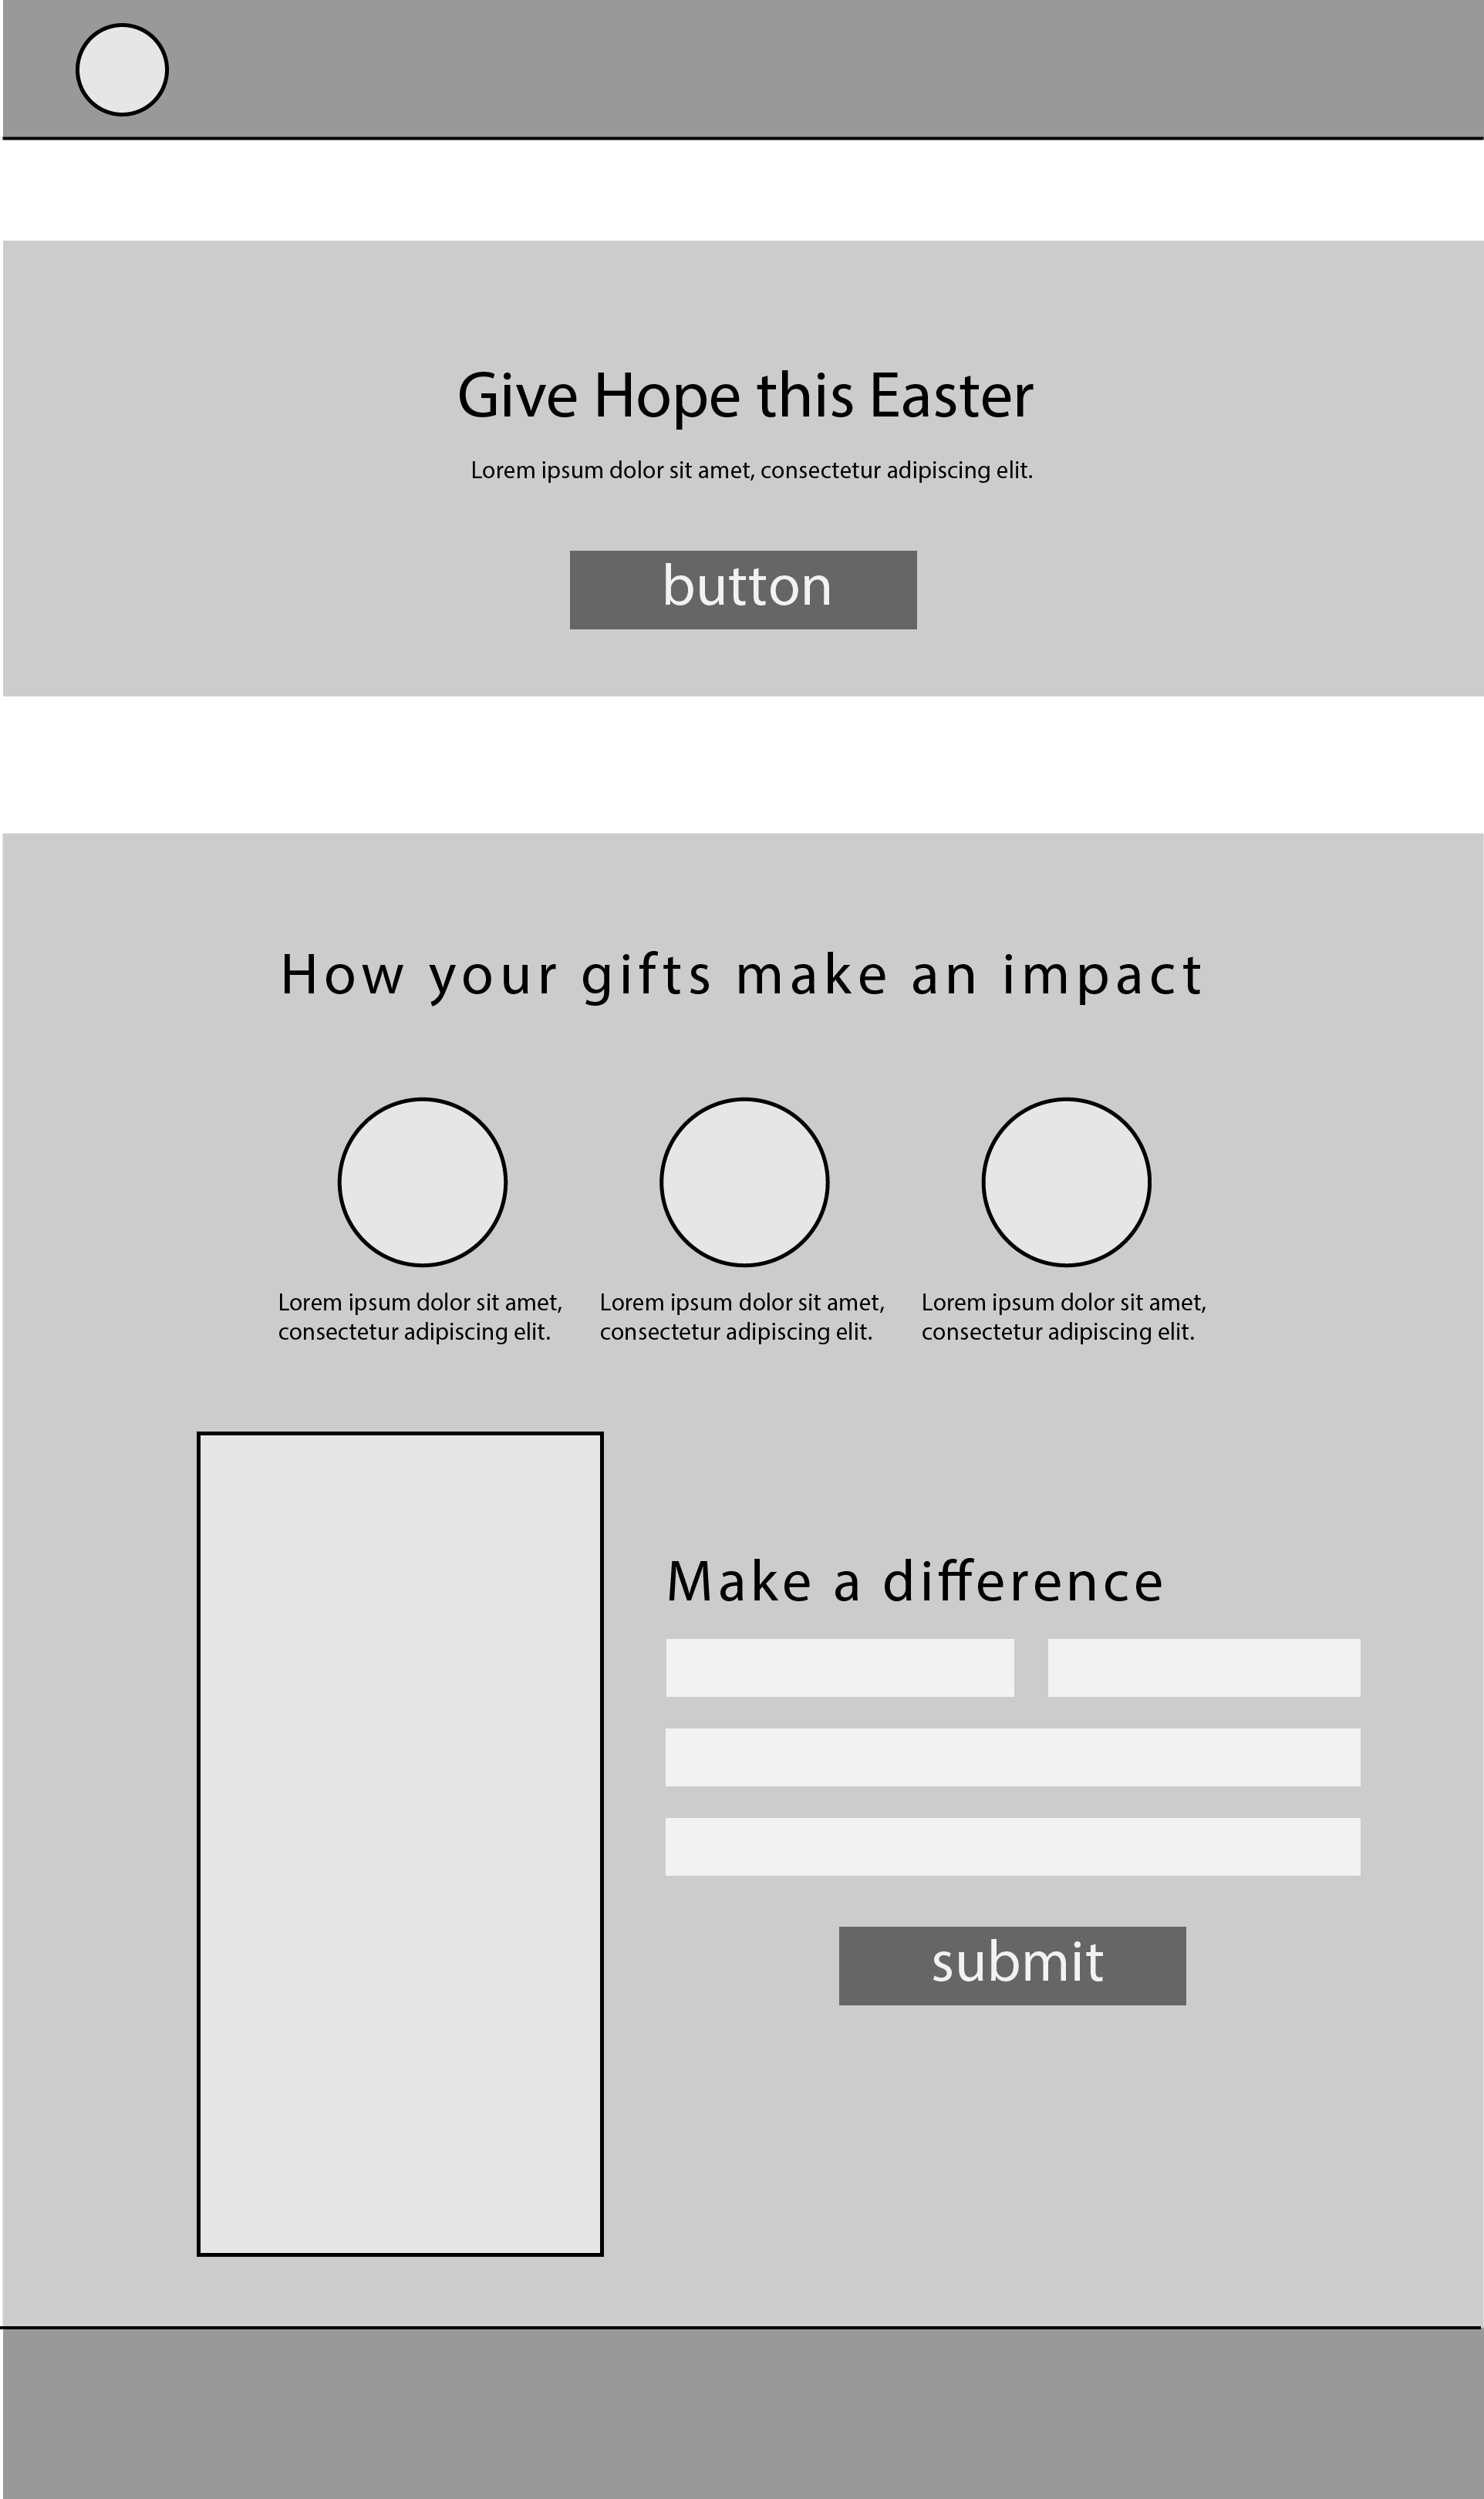 Give Hope this Easter
Lorem ipsum dolor sit amet, consectetur adipiscing elit.
button
How your gifts make an impact
Lorem ipsum dolor sit amet,
consectetur adipiscing elit.
Lorem ipsum dolor sit amet,
consectetur adipiscing elit.
Lorem ipsum dolor sit amet,
consectetur adipiscing elit.
Make a difference
submit